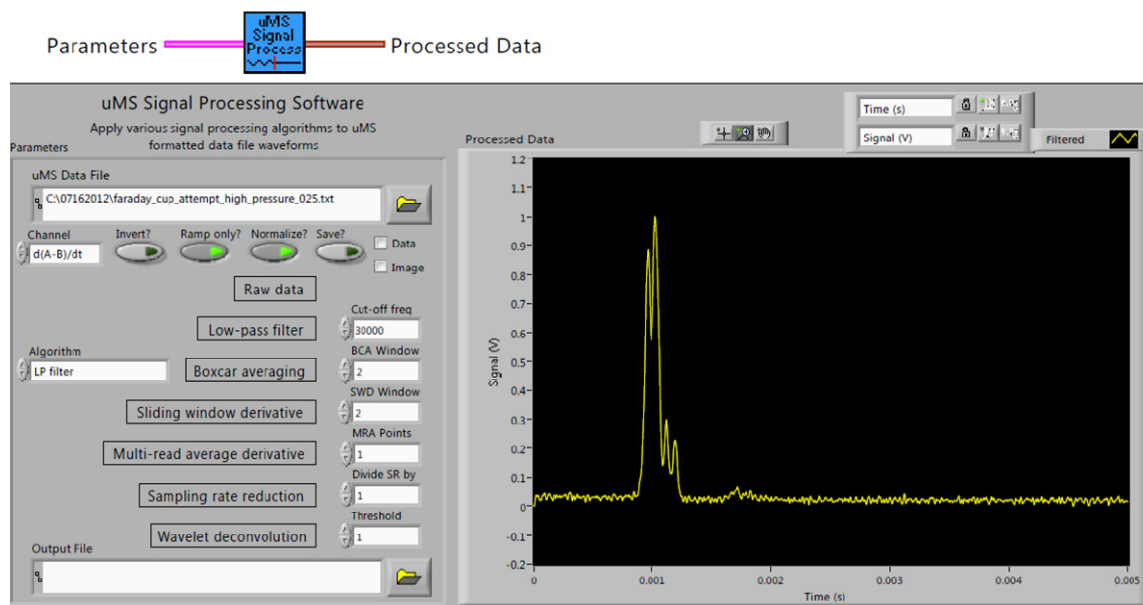 uMS
Signal
Process
Parameters
Processed Data
uMS Signal Processing Software
Apply various signal processing algorithms to uMS
formatted data file waveforms
Parameters
uMS Data File
C:\07162012\faraday_cup_attempt_high_pressure_025.txt
Channel
Invert?
Ramp only?
Normalize?
Save?
d(A-B)/dt
Data
Image
Raw data
Low-pass filter
Cut-off freq
30000
Algorithm
LP filter
Boxcar averaging
BCA Window
2
Sliding window derivative
SWD Window
2
Multi-read average derivative
MRA Points
1
Sampling rate reduction
Divide SR by
1
Wavelet deconvolution
Threshold
1
Output File
Processed Data
Time (s)
Signal (V)
Filtered
1.2
1.1
1
0.9
0.8
0.7
0.6
0.5
0.4
0.3
0.2
0.1
0
-0.1
-0.2
Signal (V)
0
0.001
0.002
0.003
0.004
0.005
Time (s)